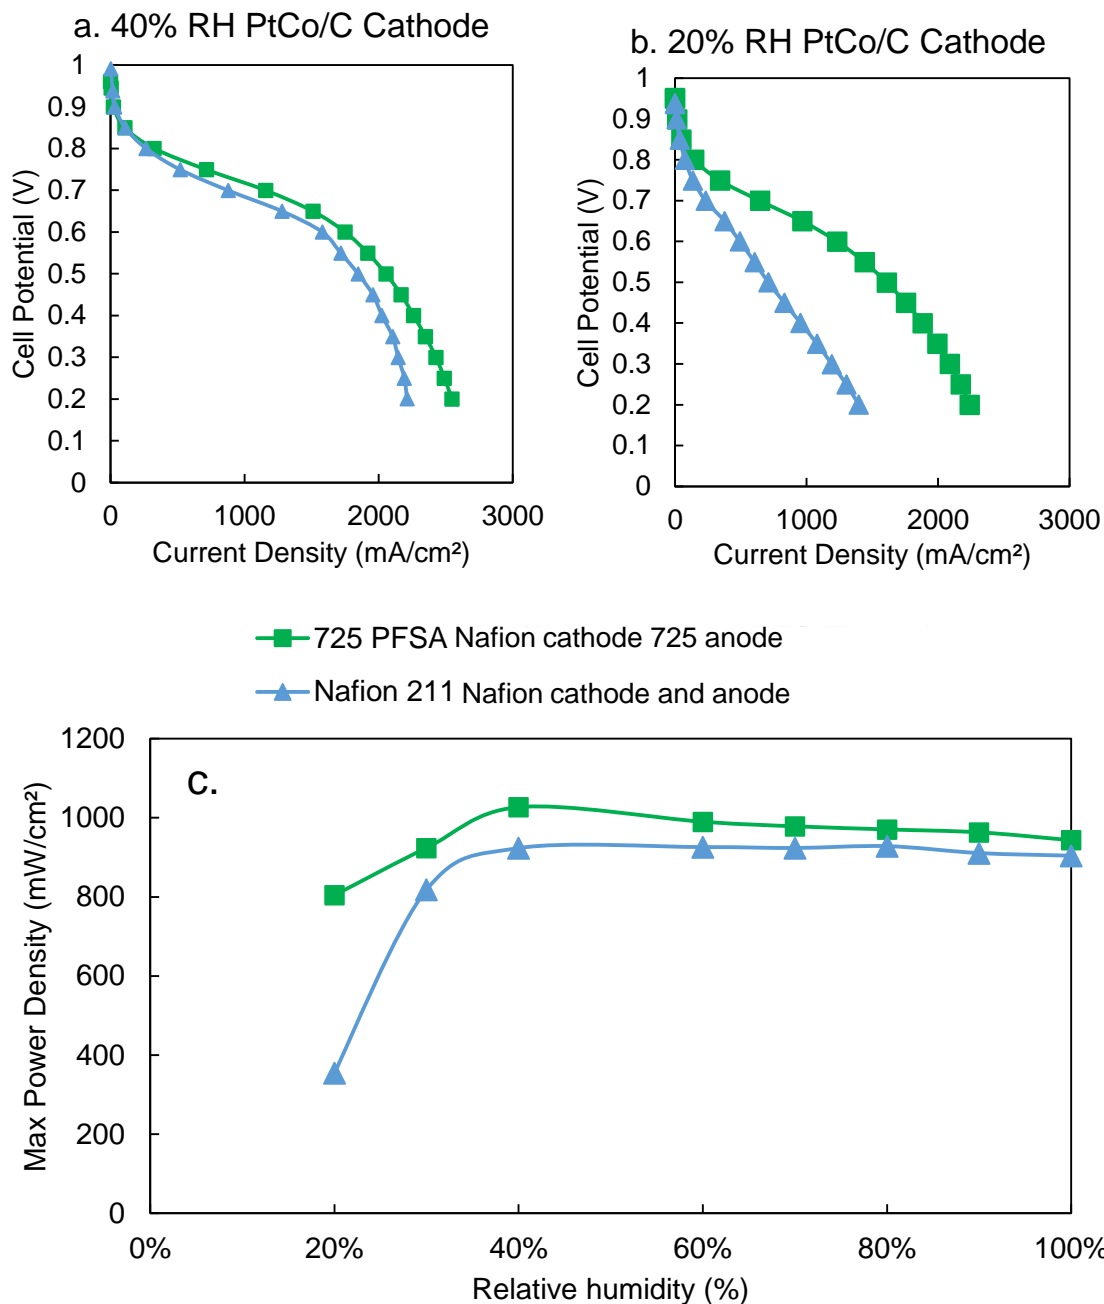 a. 40% RH PtCo/C Cathode
1
0.9
0.8
0.7
0.6
0.5
0.4
0.3
0.2
0.1
0
Cell Potential (V)
0 1000 2000 3000
Current Density (mA/cm²)
b. 20% RH PtCo/C Cathode
1
0.9
0.8
0.7
0.6
0.5
0.4
0.3
0.2
0.1
0
Cell Potential (V)
0 1000 2000 3000
Current Density (mA/cm²)
725 PFSA Nafion cathode 725 anode
Nafion 211 Nafion cathode and anode
c.
1200
1000
800
600
400
200
0
Max Power Density (mW/cm²)
0% 20% 40% 60% 80% 100%
Relative humidity (%)